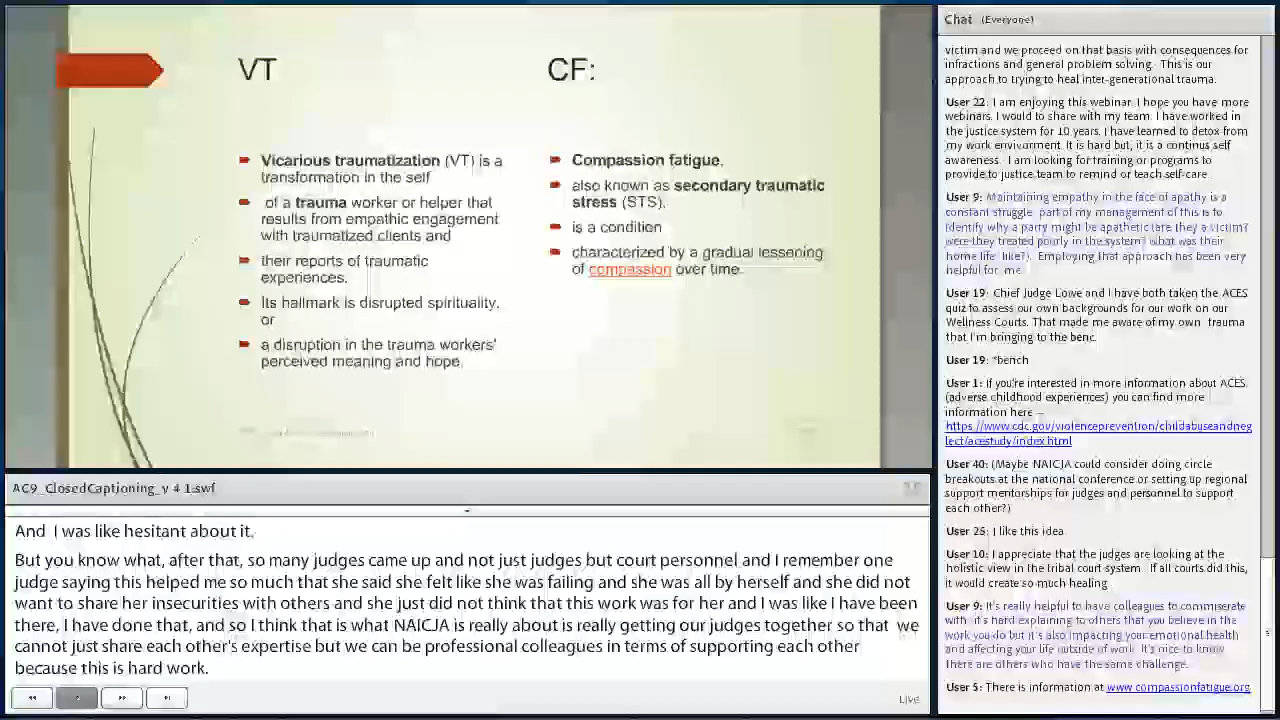 VT
Vicarious traumatization (VT) is a
transformation in the self
of a trauma worker or helper that
results from empathic engagement
with traumatized clients and
their reports of traumatic
experiences.
Its hallmark is disrupted spirituality,
or
a disruption in the trauma workers'
perceived meaning and hope.
CF:
Compassion fatigue,
also known as secondary traumatic
stress (STS),
is a condition
characterized by a gradual lessening
of compassion over time.
AC9_ClosedCaptioning_v 4 1.swf
And I was like hesitant about it.
But you know what, after that, so many judges came up and not just judges but court personnel and I remember one
judge saying this helped me so much that she said she felt like she was failing and she was all by herself and she did not
want to share her insecurities with others and she just did not think that this work was for her and I was like I have been
there, I have done that, and so I think that is what NAICJA is really about is really getting our judges together so that we
cannot just share each other's expertise but we can be professional colleagues in terms of supporting each other
because this is hard work.
Live
Chat (Everyone)
victim and we proceed on that basis with consequences for
infractions and general problem solving. This is our
approach to trying to heal inter-generational trauma.
User 22: I am enjoying this webinar. I hope you have more
webinars. I would to share with my team. I have worked in
the justice system for 10 years. I have learned to detox from
my work environment. It is hard but, it is a continus self
awareness. I am looking for training or programs to
provide to justice team to remind or teach self-care
User 9: Maintaining empathy in the face of apathy is a
constant struggle part of my management of this is to
identify why a party might be apathetic (are they a victim?
were they treated poorly in the system? what was their
home life like?). Employing that approach has been very
helpful for me.
User 19: Chief Judge Lowe and I have both taken the ACES
quiz to assess our own backgrounds for our work on our
Wellness Courts. That made me aware of my own trauma
that I'm bringing to the benc.
User 19: *bench
User 1: if you're interested in more information about ACES
(adverse childhood experiences) you can find more
information here –
https://www.cdc.gov/violenceprevention/childabuseandneg
lect/acestudy/index.html
User 40: (Maybe NAICJA could consider doing circle
breakouts at the national conference or setting up regional
support mentorships for judges and personnel to support
each other?)
User 25: I like this idea
User 10: I appreciate that the judges are looking at the
holistic view in the tribal court system. If all courts did this,
it would create so much healing
User 9: It's really helpful to have colleagues to commiserate
with. it's hard explaining to others that you believe in the
work you do but it's also impacting your emotional health
and affecting your life outside of work. It's nice to know
there are others who have the same challenge.
User 5: There is information at www.compassionfatigue.org